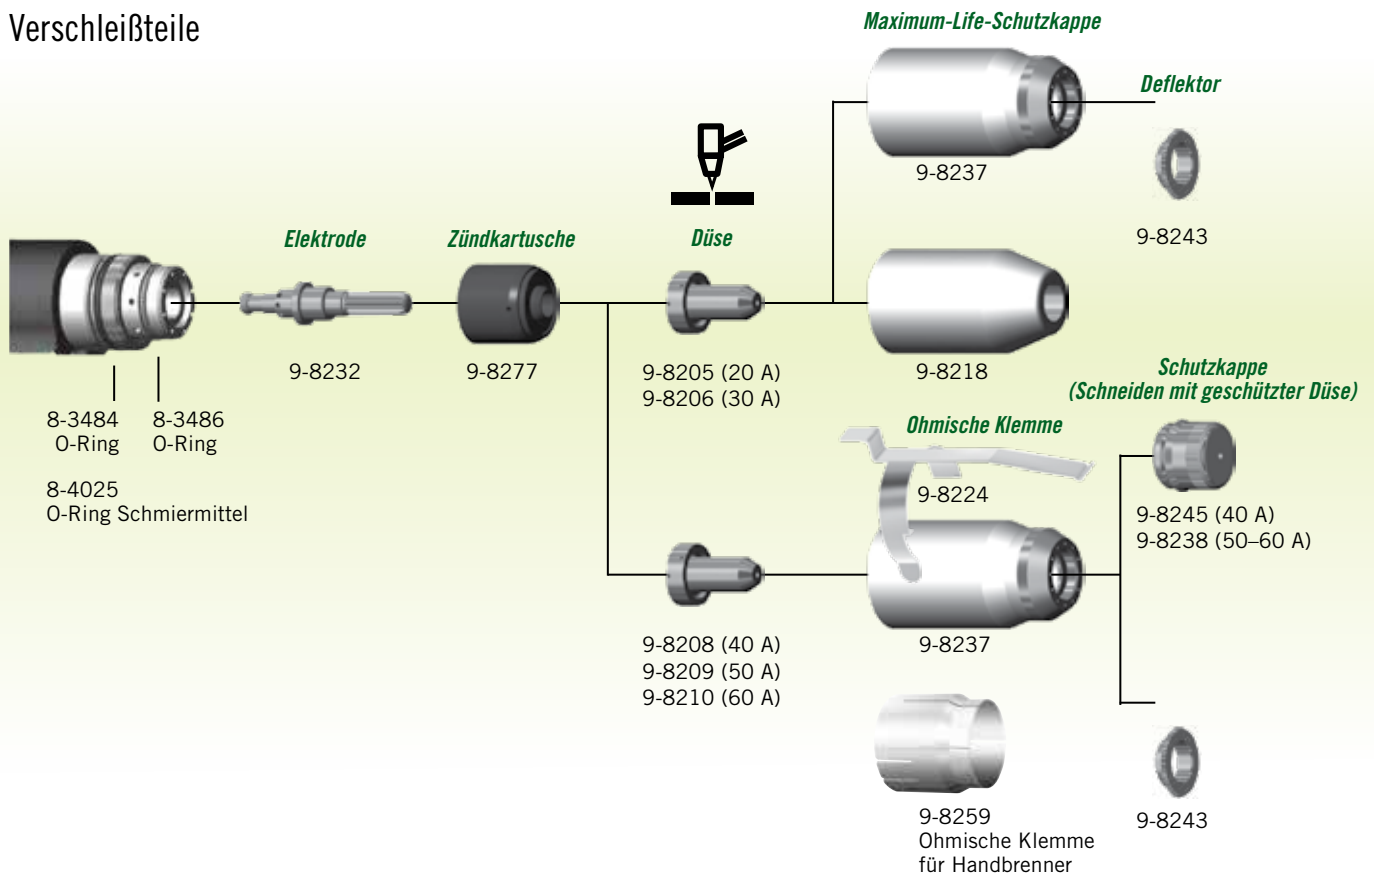 Verschleißteile
Maximum-Life-Schutzkappe
Deflektor
9-8237
9-8243
Elektrode
Zündkartusche
Düse
9-8232
9-8277
9-8205 (20 A)
9-8206 (30 A)
9-8218
Schutzkappe
(Schneiden mit geschützter Düse)
8-3484
O-Ring
8-3486
O-Ring
8-4025
O-Ring Schmiermittel
Ohmische Klemme
9-8224
9-8245 (40 A)
9-8238 (50–60 A)
9-8208 (40 A)
9-8209 (50 A)
9-8210 (60 A)
9-8237
9-8259
Ohmische Klemme
für Handbrenner
9-8243